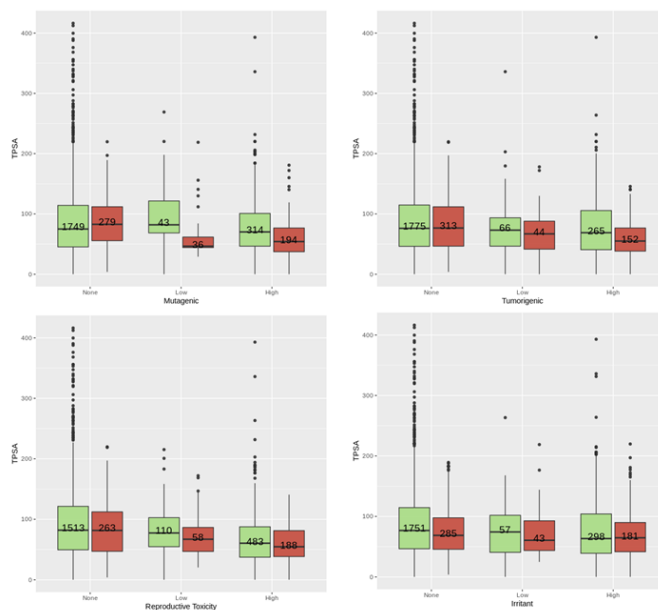 400
300
200
100
0
TPSA
1749 279 43 36 314 194
None Low High
Mutagenic
400
300
200
100
0
TPSA
1775 313 66 44 265 152
None Low High
Tumorigenic
400
300
200
100
0
TPSA
1513 263 110 58 483 188
None Low High
Reproductive Toxicity
400
300
200
100
0
TPSA
1751 285 57 43 298 181
None Low High
Irritant